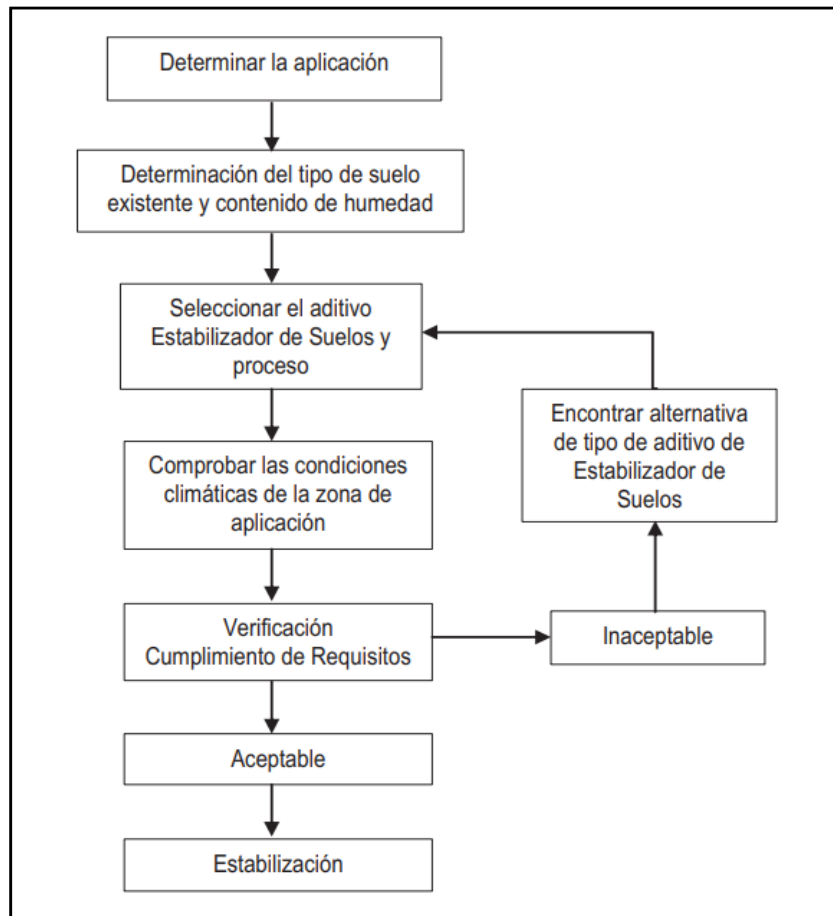 Determinar la aplicación
Determinación del tipo de suelo
existente y contenido de humedad
Seleccionar el aditivo
Estabilizador de Suelos y
proceso
Comprobar las condiciones
climáticas de la zona de
aplicación
Verificación
Cumplimiento de Requisitos
Aceptable
Estabilización
Inaceptable
Encontrar alternativa
de tipo de aditivo de
Estabilizador de
Suelos